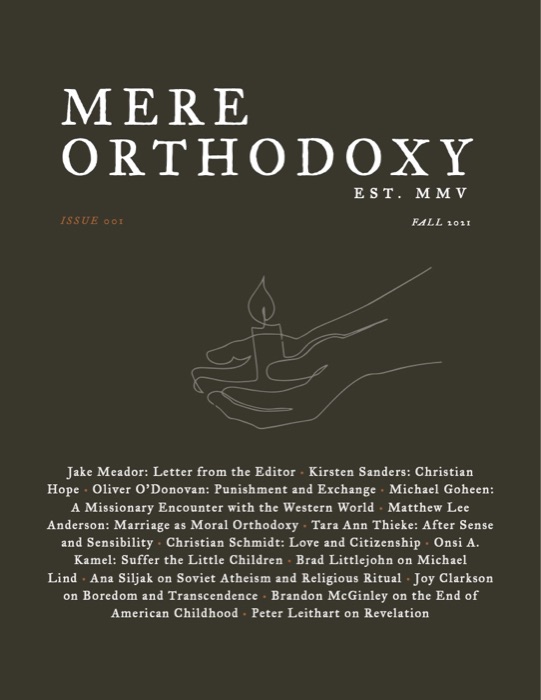 MERE
ORTHODOXY
EST. MMV
ISSUE 001
FALL 2021
Jake Meador: Letter from the Editor • Kirsten Sanders: Christian
Hope • Oliver O'Donovan: Punishment and Exchange • Michael Goheen:
A Missionary Encounter with the Western World • Matthew Lee
Anderson: Marriage as Moral Orthodoxy • Tara Ann Thieke: After Sense
and Sensibility • Christian Schmidt: Love and Citizenship • Onsi A.
Kamel: Suffer the Little Children • Brad Littlejohn on Michael
Lind • Ana Siljak on Soviet Atheism and Religious Ritual • Joy Clarkson
on Boredom and Transcendence • Brandon McGinley on the End of
American Childhood • Peter Leithart on Revelation